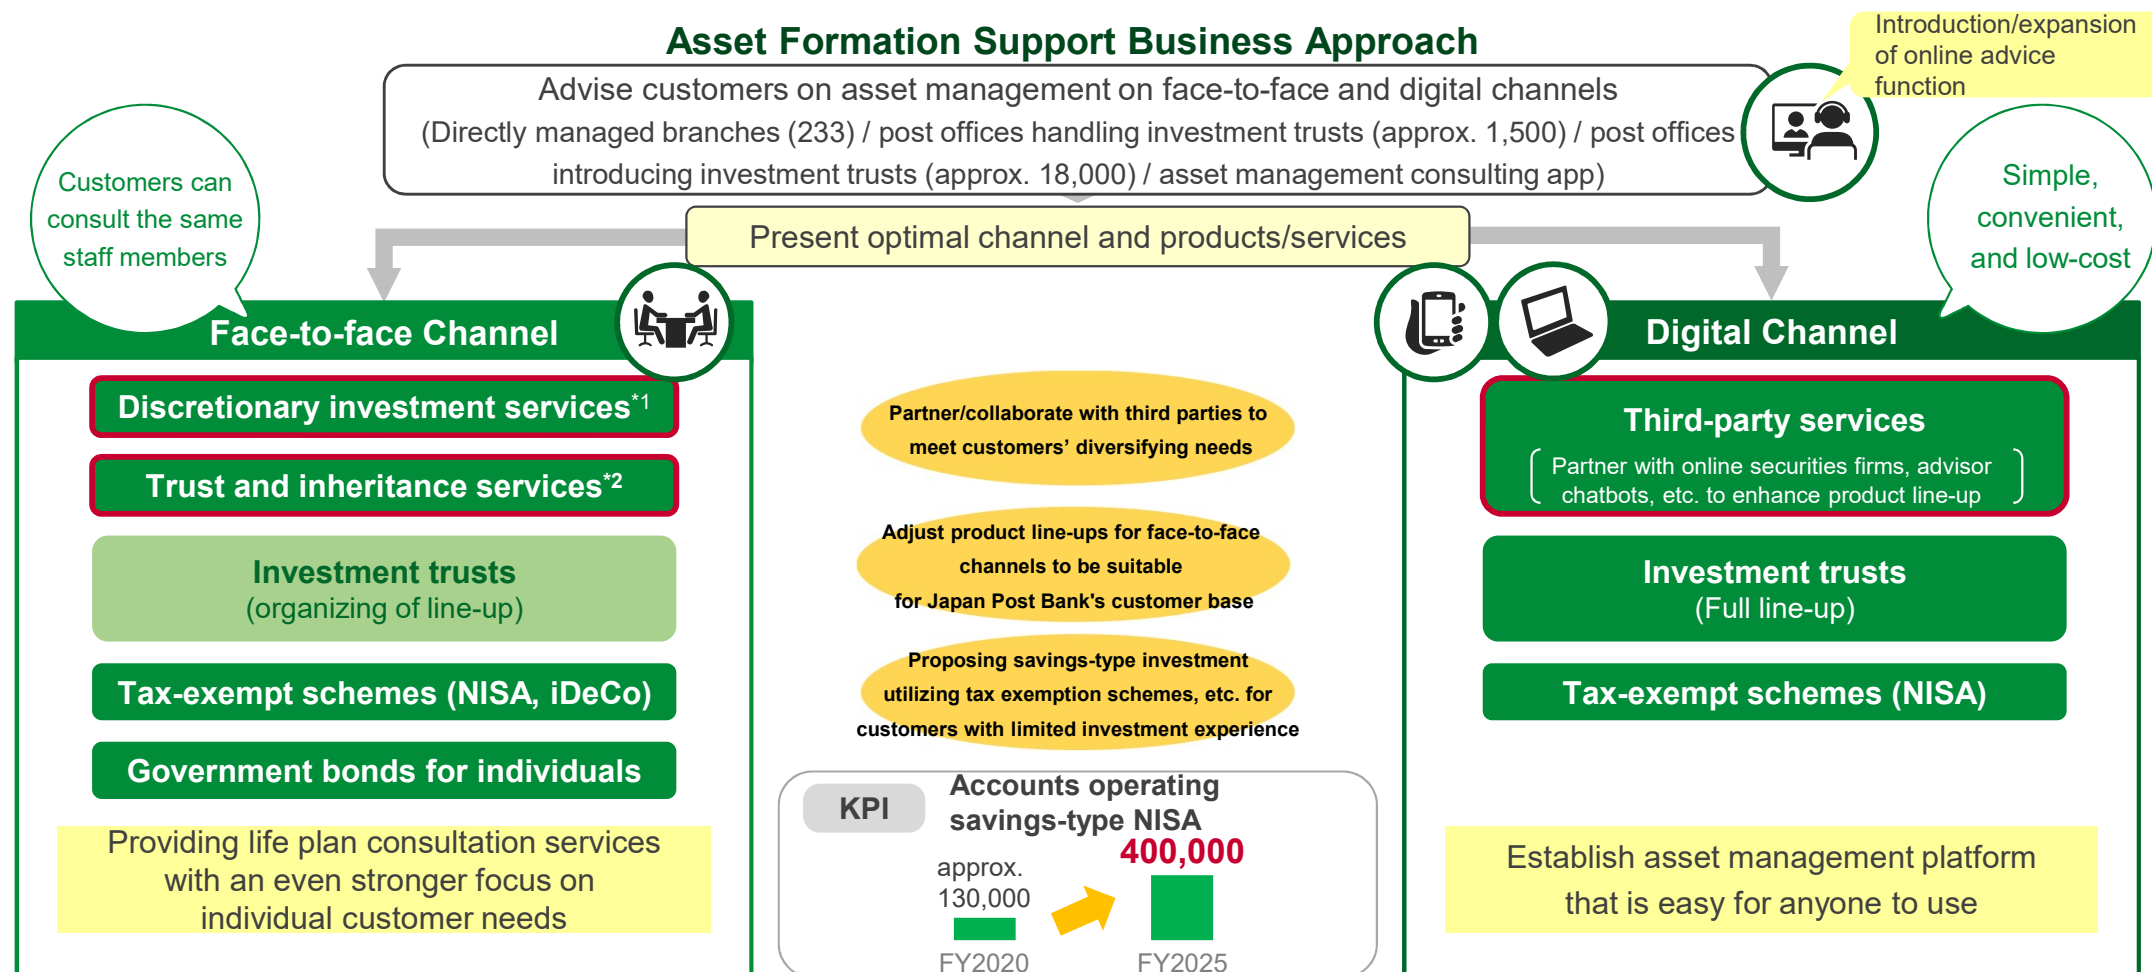 Asset Formation Support Business Approach
Introduction/expansion
of online advice
function
Advise customers on asset management on face-to-face and digital channels
(Directly managed branches (233) / post offices handling investment trusts (approx. 1,500) / post offices
introducing investment trusts (approx. 18,000) / asset management consulting app)
Customers can
consult the same
staff members
Simple,
convenient,
and low-cost
Present optimal channel and products/services
Face-to-face Channel
Discretionary investment services*1
Trust and inheritance services*2
Investment trusts
(organizing of line-up)
Tax-exempt schemes (NISA, iDeCo)
Government bonds for individuals
Providing life plan consultation services
with an even stronger focus on
individual customer needs
Partner/collaborate with third parties to
meet customers' diversifying needs
Adjust product line-ups for face-to-face
channels to be suitable
for Japan Post Bank's customer base
Proposing savings-type investment
utilizing tax exemption schemes, etc. for
customers with limited investment experience
KPI
Accounts operating
savings-type NISA
approx.
130,000
400,000
FY2020
FY2025
Digital Channel
Third-party services
Partner with online securities firms, advisor
chatbots, etc. to enhance product line-up
Investment trusts
(Full line-up)
Tax-exempt schemes (NISA)
Establish asset management platform
that is easy for anyone to use